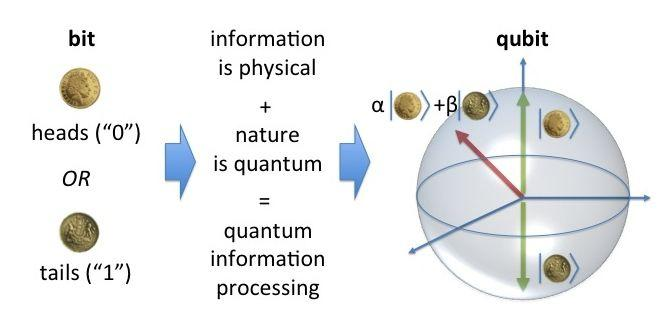 bit
heads (“0”)
OR
tails (“1”)
information
is physical
+
nature
is quantum
=
quantum
information
processing
qubit
α| ⟩ +β| ⟩
| ⟩
| ⟩